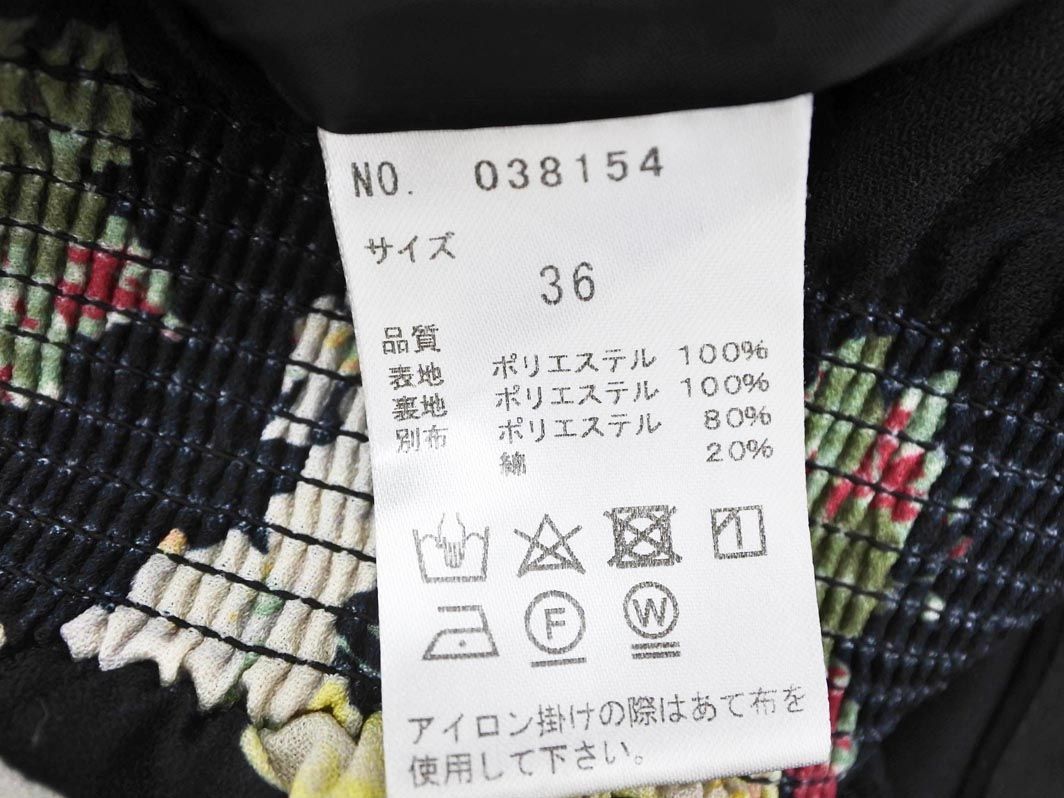 NO. 038154
サイズ
36
品質
表地 ポリエステル 100%
裏地 ポリエステル 100%
別布 ポリエステル 80%
綿 20%
F W
アイロン掛けの際はあて布を
使用して下さい。